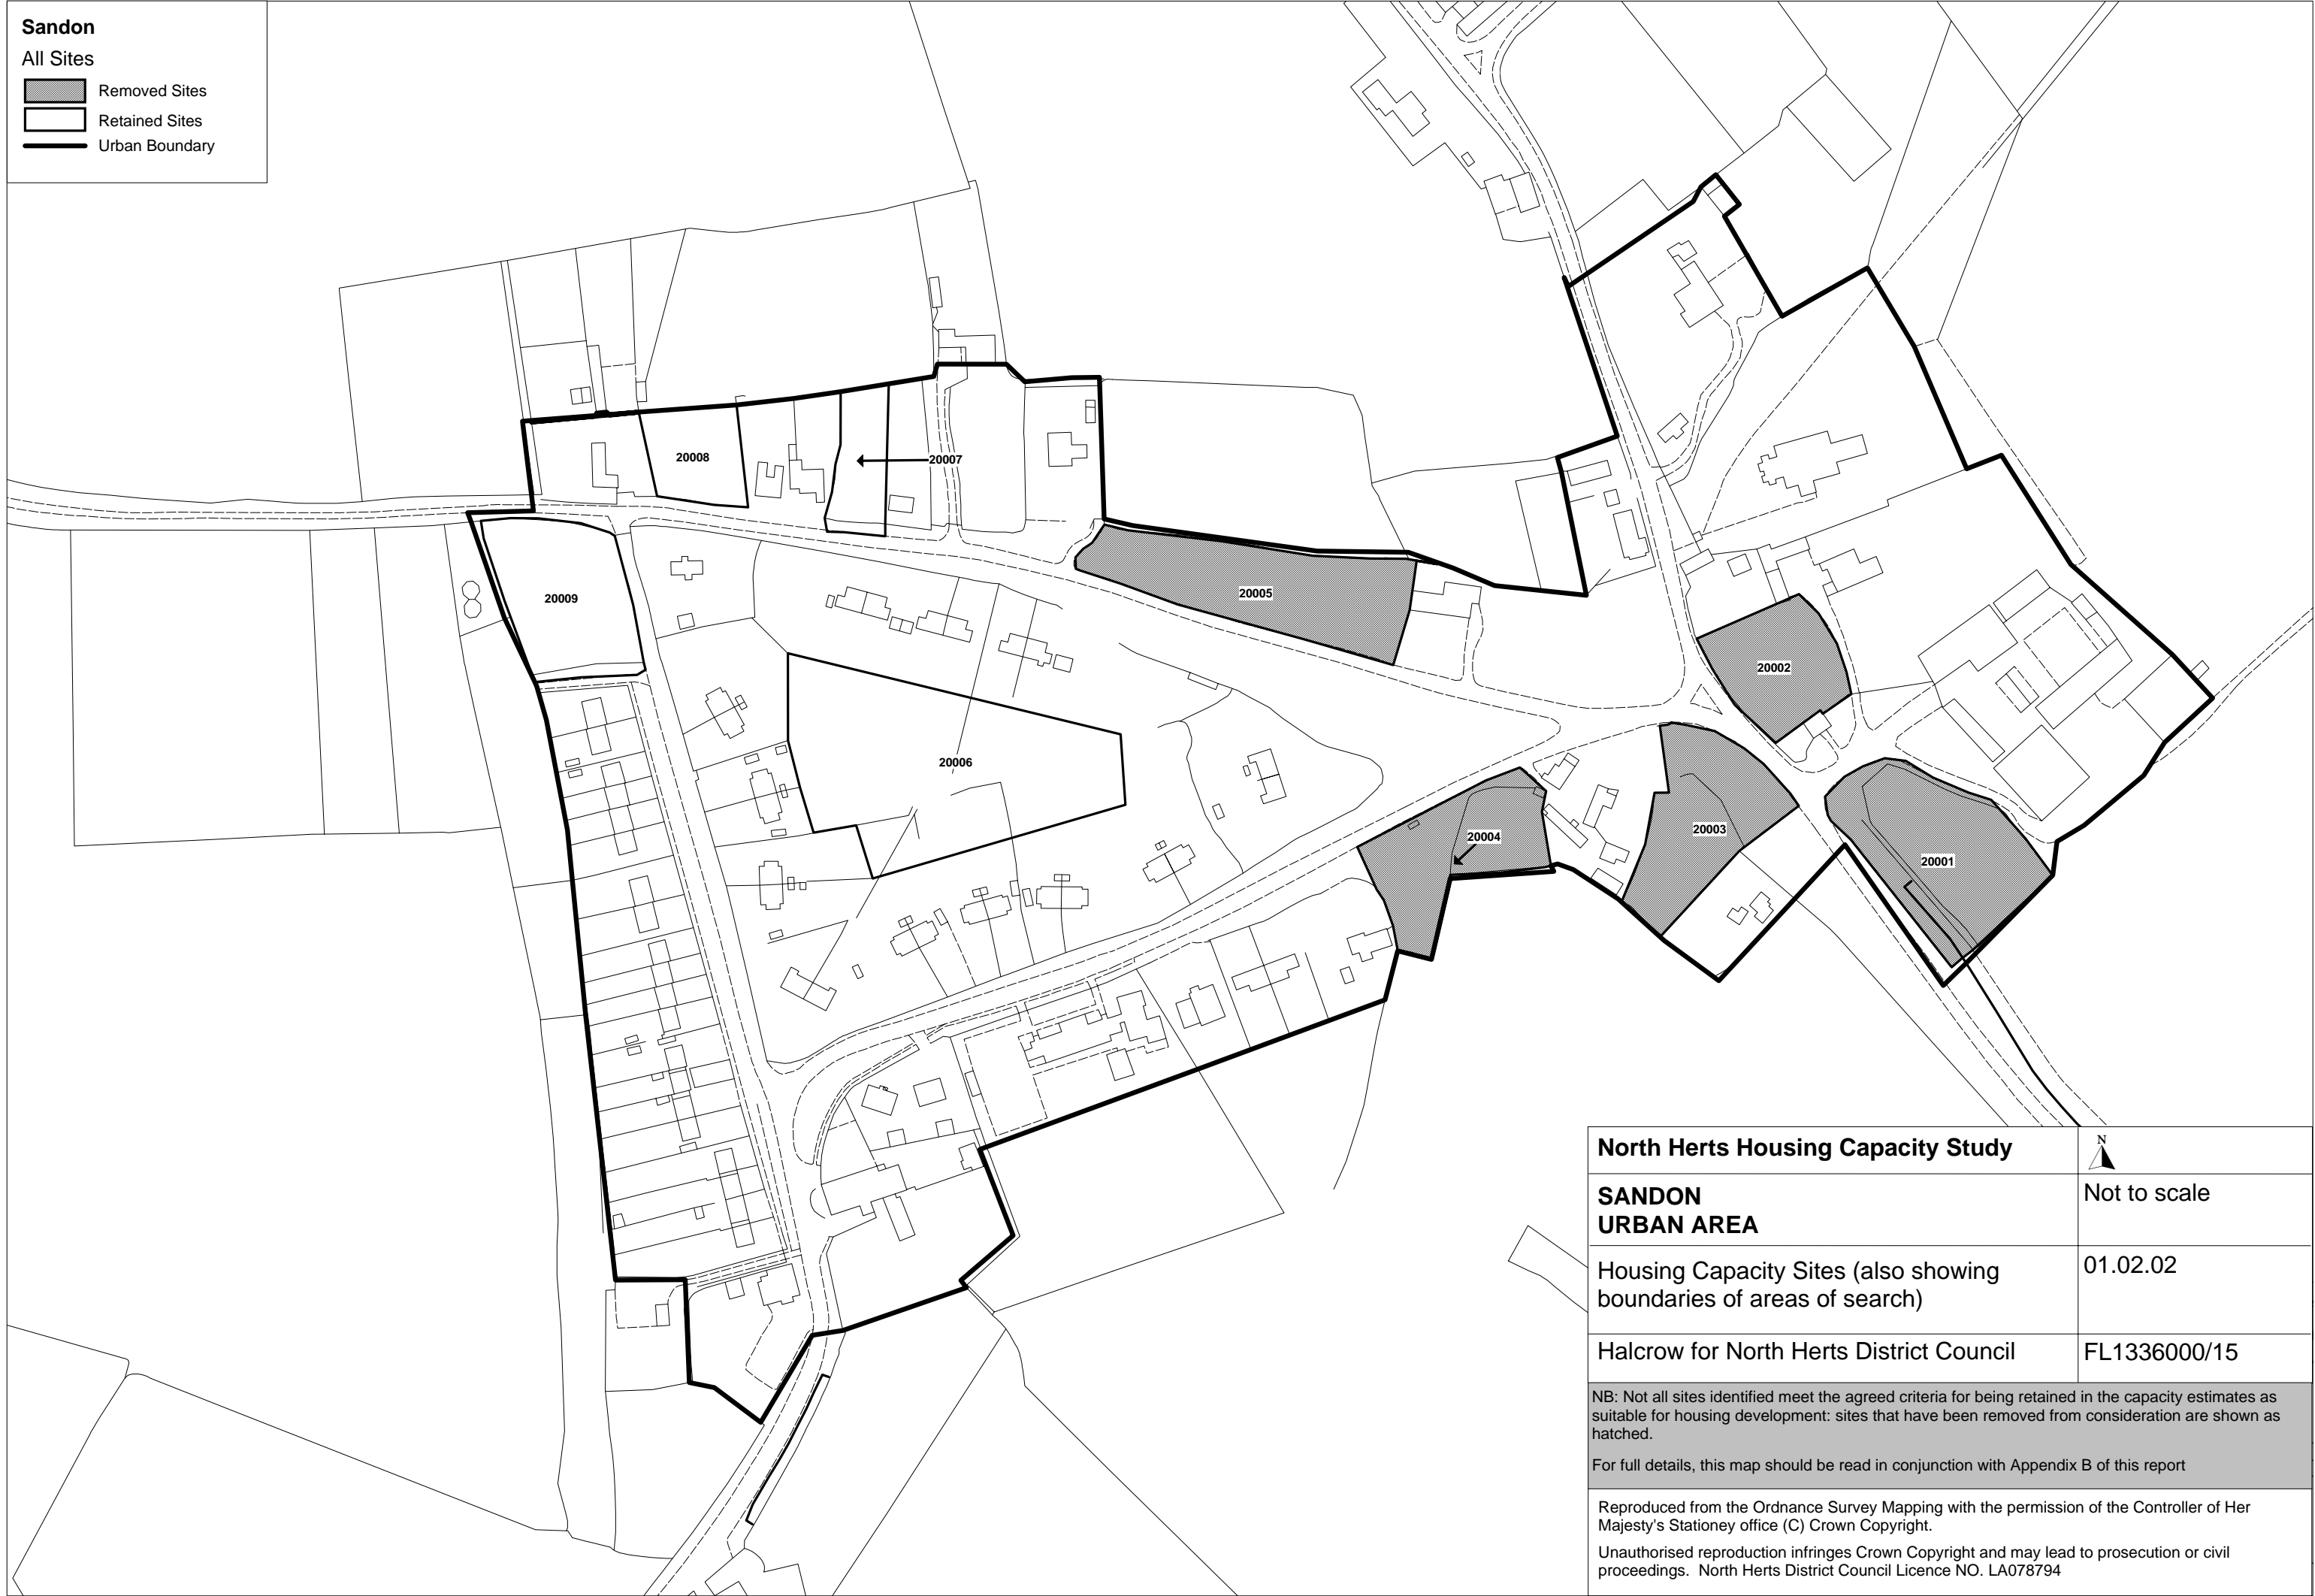 Sandon
All Sites
Removed Sites
Retained Sites
Urban Boundary
20008
20007
20009
20005
20002
20006
20004
20003
20001
North Herts Housing Capacity Study
N
SANDON
URBAN AREA
Not to scale
Housing Capacity Sites (also showing
boundaries of areas of search)
01.02.02
Halcrow for North Herts District Council
FL1336000/15
NB: Not all sites identified meet the agreed criteria for being retained in the capacity estimates as
suitable for housing development: sites that have been removed from consideration are shown as
hatched.
For full details, this map should be read in conjunction with Appendix B of this report
Reproduced from the Ordnance Survey Mapping with the permission of the Controller of Her
Majesty's Stationey office (C) Crown Copyright.
Unauthorised reproduction infringes Crown Copyright and may lead to prosecution or civil
proceedings. North Herts District Council Licence NO. LA078794